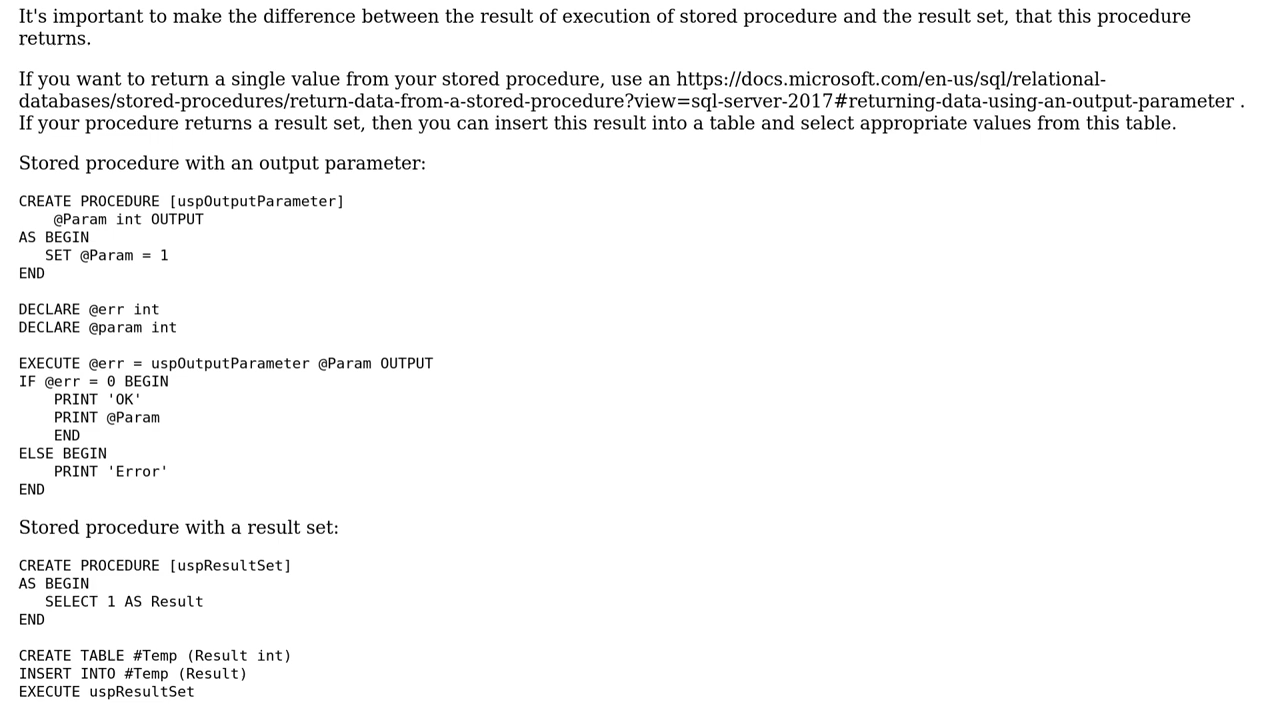 It's important to make the difference between the result of execution of stored procedure and the result set, that this procedure
returns.
If you want to return a single value from your stored procedure, use an https://docs.microsoft.com/en-us/sql/relational-
databases/stored-procedures/return-data-from-a-stored-procedure?view=sql-server-2017#returning-data-using-an-output-parameter .
If your procedure returns a result set, then you can insert this result into a table and select appropriate values from this table.
Stored procedure with an output parameter:
CREATE PROCEDURE [uspOutputParameter]
    @Param int OUTPUT
AS BEGIN
   SET @Param = 1
END
DECLARE @err int
DECLARE @param int
EXECUTE @err = uspOutputParameter @Param OUTPUT
IF @err = 0 BEGIN
    PRINT 'OK'
    PRINT @Param
    END
ELSE BEGIN
    PRINT 'Error'
END
Stored procedure with a result set:
CREATE PROCEDURE [uspResultSet]
AS BEGIN
   SELECT 1 AS Result
END
CREATE TABLE #Temp (Result int)
INSERT INTO #Temp (Result)
EXECUTE uspResultSet